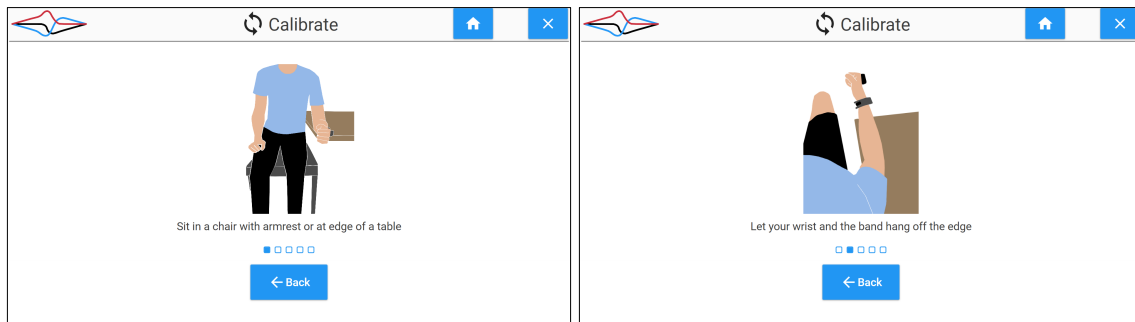 Calibrate
Sit in a chair with armrest or at edge of a table
Back
Calibrate
Let your wrist and the band hang off the edge
Back